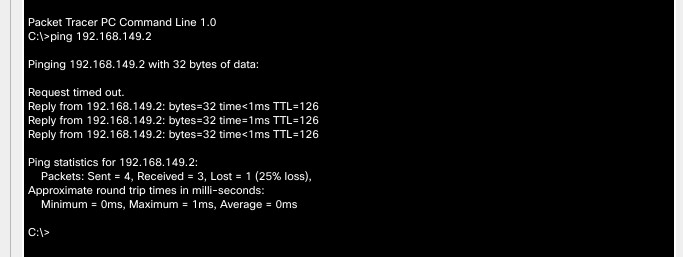 Packet Tracer PC Command Line 1.0
C:\>ping 192.168.149.2
Pinging 192.168.149.2 with 32 bytes of data:
Request timed out.
Reply from 192.168.149.2: bytes=32 time<1ms TTL=126
Reply from 192.168.149.2: bytes=32 time=1ms TTL=126
Reply from 192.168.149.2: bytes=32 time<1ms TTL=126
Ping statistics for 192.168.149.2:
Packets: Sent = 4, Received = 3, Lost = 1 (25% loss),
Approximate round trip times in milli-seconds:
Minimum = 0ms, Maximum = 1ms, Average = 0ms
C:\>